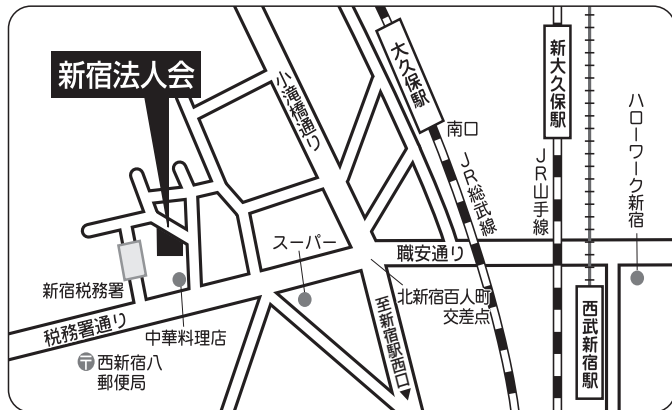 新宿法人会
小滝橋通り
大久保駅
南口
JR総武線
新大久保駅
JR山手線
ハローワーク新宿
職安通り
スーパー
北新宿百人町
交差点
新宿税務署
税務署通り
中華料理店
〒西新宿八
郵便局
至新宿駅西口
西武新宿駅